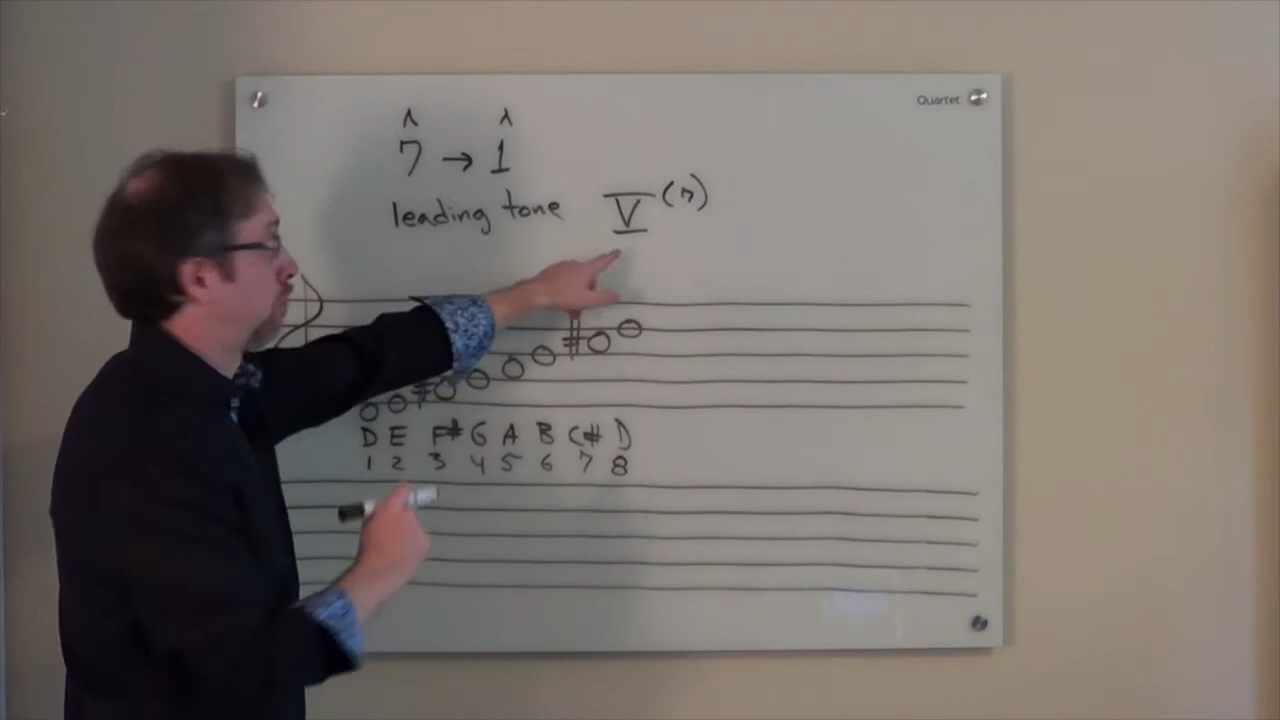 Quartet
^ ^
7 → 1
leading tone V(7)
D E F# G A B C# D
1 2 3 4 5 6 7 8